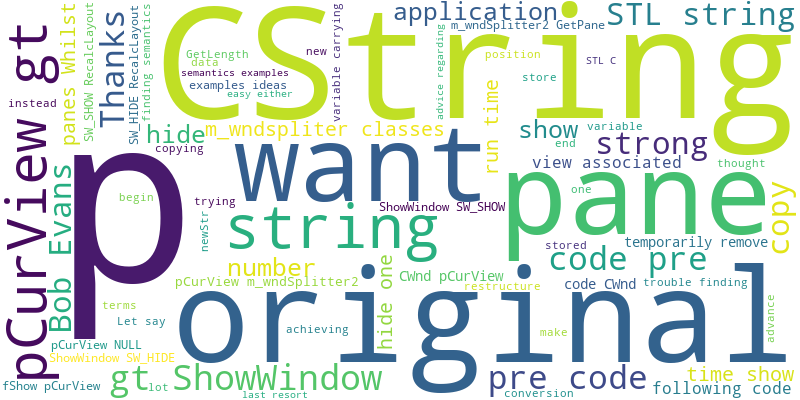 CString
p
original
want
pane
string
pCurView gt
Thanks
panes Whilst
SW_SHOW RecalcLayout
SW_HIDE RecalcLayout
finding semantics
GetLength
data
semantics examples
examples ideas
easy either
new
variable carrying
application
m_wndSplitter2 GetPane
STL string
advice regarding
position
store
STL C
instead
hide
m_wndspliter classes
run time
show
variable
end
strong
copying
view associated
thought
copy
Bob Evans
begin
trying
newStr
ShowWindow SW_SHOW
one
stored
temporarily remove
code pre
number
pCurView m_wndSplitter2
hide one
CWnd pCurView
restructure
code CWnd
trouble finding
terms
Let say
achieving
make
advance
pCurView NULL
ShowWindow SW_HIDE
fShow pCurView
gt
lot
ShowWindow
last resort
pre code
conversion
time show
following code